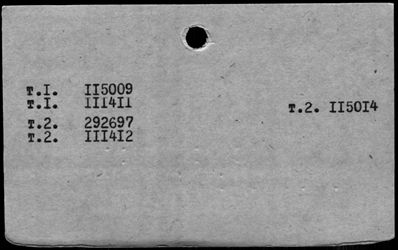 T.I. II5009
T.I. III4II
T.2. 292697
T.2. III4I2
T.2. II50I4